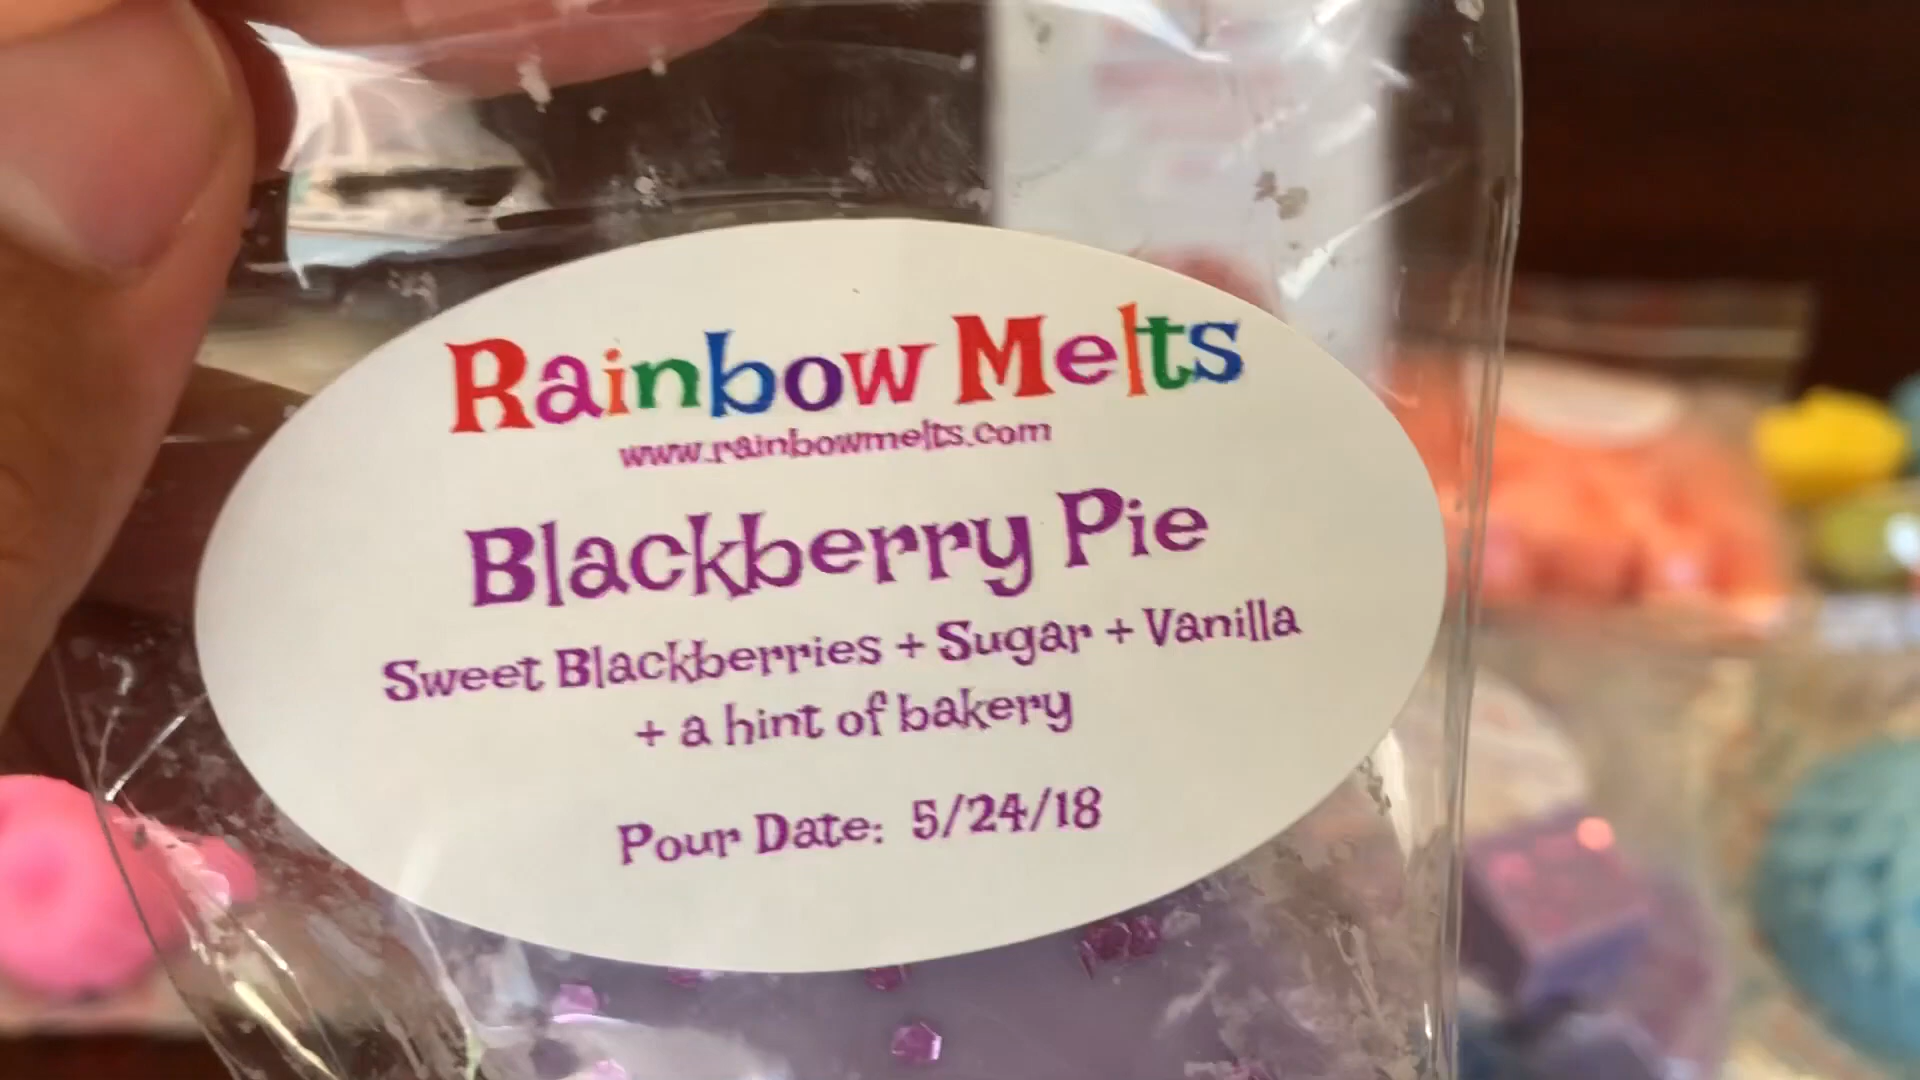 Rainbow Melts
www.rainbowmelts.com
Blackberry Pie
Sweet Blackberries + Sugar + Vanilla
+ a hint of bakery
Pour Date: 5/24/18